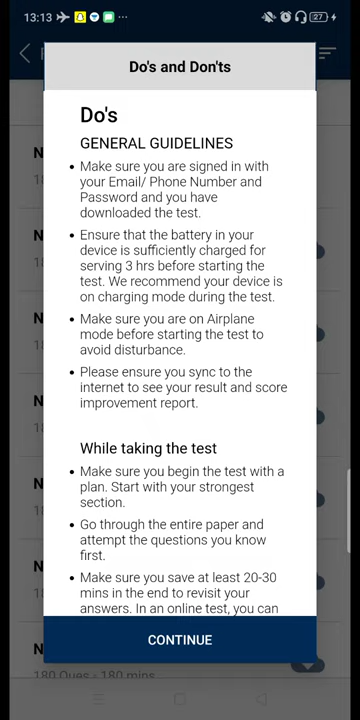 13:13
27
Do's and Don'ts
Do's
GENERAL GUIDELINES
• Make sure you are signed in with
your Email/ Phone Number and
Password and you have
downloaded the test.
• Ensure that the battery in your
device is sufficiently charged for
serving 3 hrs before starting the
test. We recommend your device is
on charging mode during the test.
• Make sure you are on Airplane
mode before starting the test to
avoid disturbance.
• Please ensure you sync to the
internet to see your result and score
improvement report.
While taking the test
• Make sure you begin the test with a
plan. Start with your strongest
section.
• Go through the entire paper and
attempt the questions you know
first.
• Make sure you save at least 20-30
mins in the end to revisit your
answers. In an online test, you can
CONTINUE
180 Ques - 180 mins